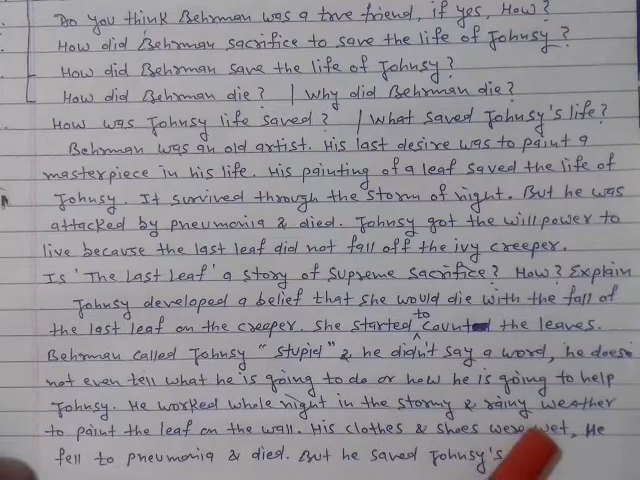 Do you think Behrman was a true friend, if yes, How?
How did Behrman sacrifice to save the life of Johnsy?
How did Behrman save the life of Johnsy?
How did Behrman die? | Why did Behrman die?
How was Johnsy life saved? | What saved Johnsy's life?
Behrman was an old artist. His last desire was to paint a
masterpiece in his life. His painting of a leaf saved the life of
Johnsy. It survived through the storm of night. But he was
attacked by pneumonia & died. Johnsy got the will power to
live because the last leaf did not fall off the ivy creeper.
Is 'The Last Leaf' a story of Supreme Sacrifice? How? Explain
Johnsy developed a belief that she would die with the fall of
the last leaf on the creeper. She started to count the leaves.
Behrman called Johnsy "stupid" & he didn't say a word, he does
not even tell what he is going to do or how he is going to help
Johnsy. He worked whole night in the stormy & rainy weather
to paint the leaf on the wall. His clothes & shoes were wet, He
fell to pneumonia & died. But he saved Johnsy's